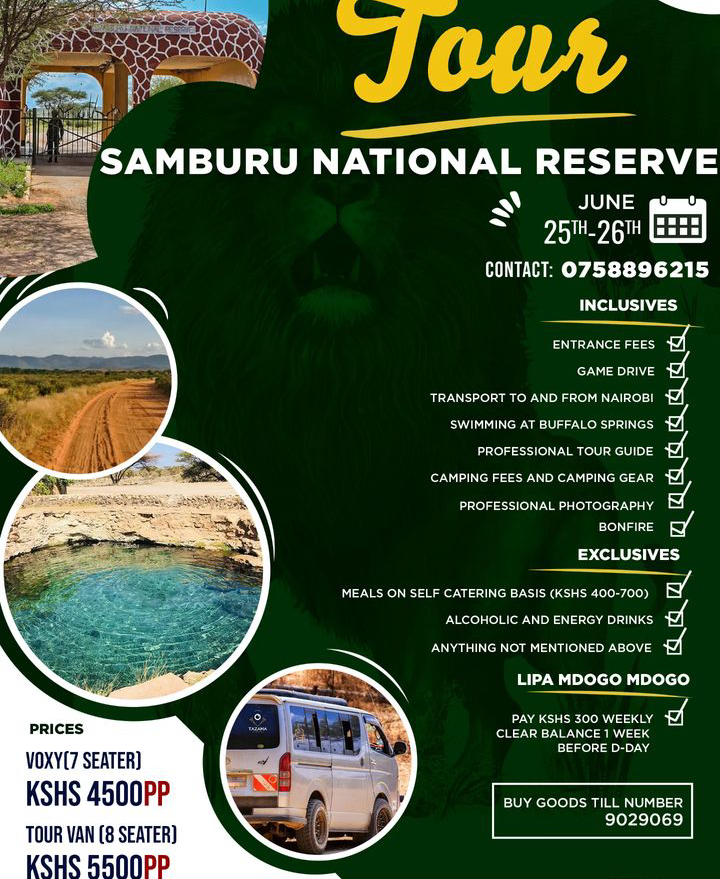 NATIONAL RESERVE
Tour
SAMBURU NATIONAL RESERVE
JUNE
25TH-26TH
CONTACT: 0758896215
INCLUSIVES
ENTRANCE FEES
GAME DRIVE
TRANSPORT TO AND FROM NAIROBI
SWIMMING AT BUFFALO SPRINGS
PROFESSIONAL TOUR GUIDE
CAMPING FEES AND CAMPING GEAR
PROFESSIONAL PHOTOGRAPHY
BONFIRE
EXCLUSIVES
MEALS ON SELF CATERING BASIS (KSHS 400-700)
ALCOHOLIC AND ENERGY DRINKS
ANYTHING NOT MENTIONED ABOVE
LIPA MDOGO MDOGO
PAY KSHS 300 WEEKLY
CLEAR BALANCE 1 WEEK
BEFORE D-DAY
BUY GOODS TILL NUMBER
9029069
TAZAMA
PRICES
VOXY(7 SEATER)
KSHS 4500PP
TOUR VAN (8 SEATER)
KSHS 5500PP